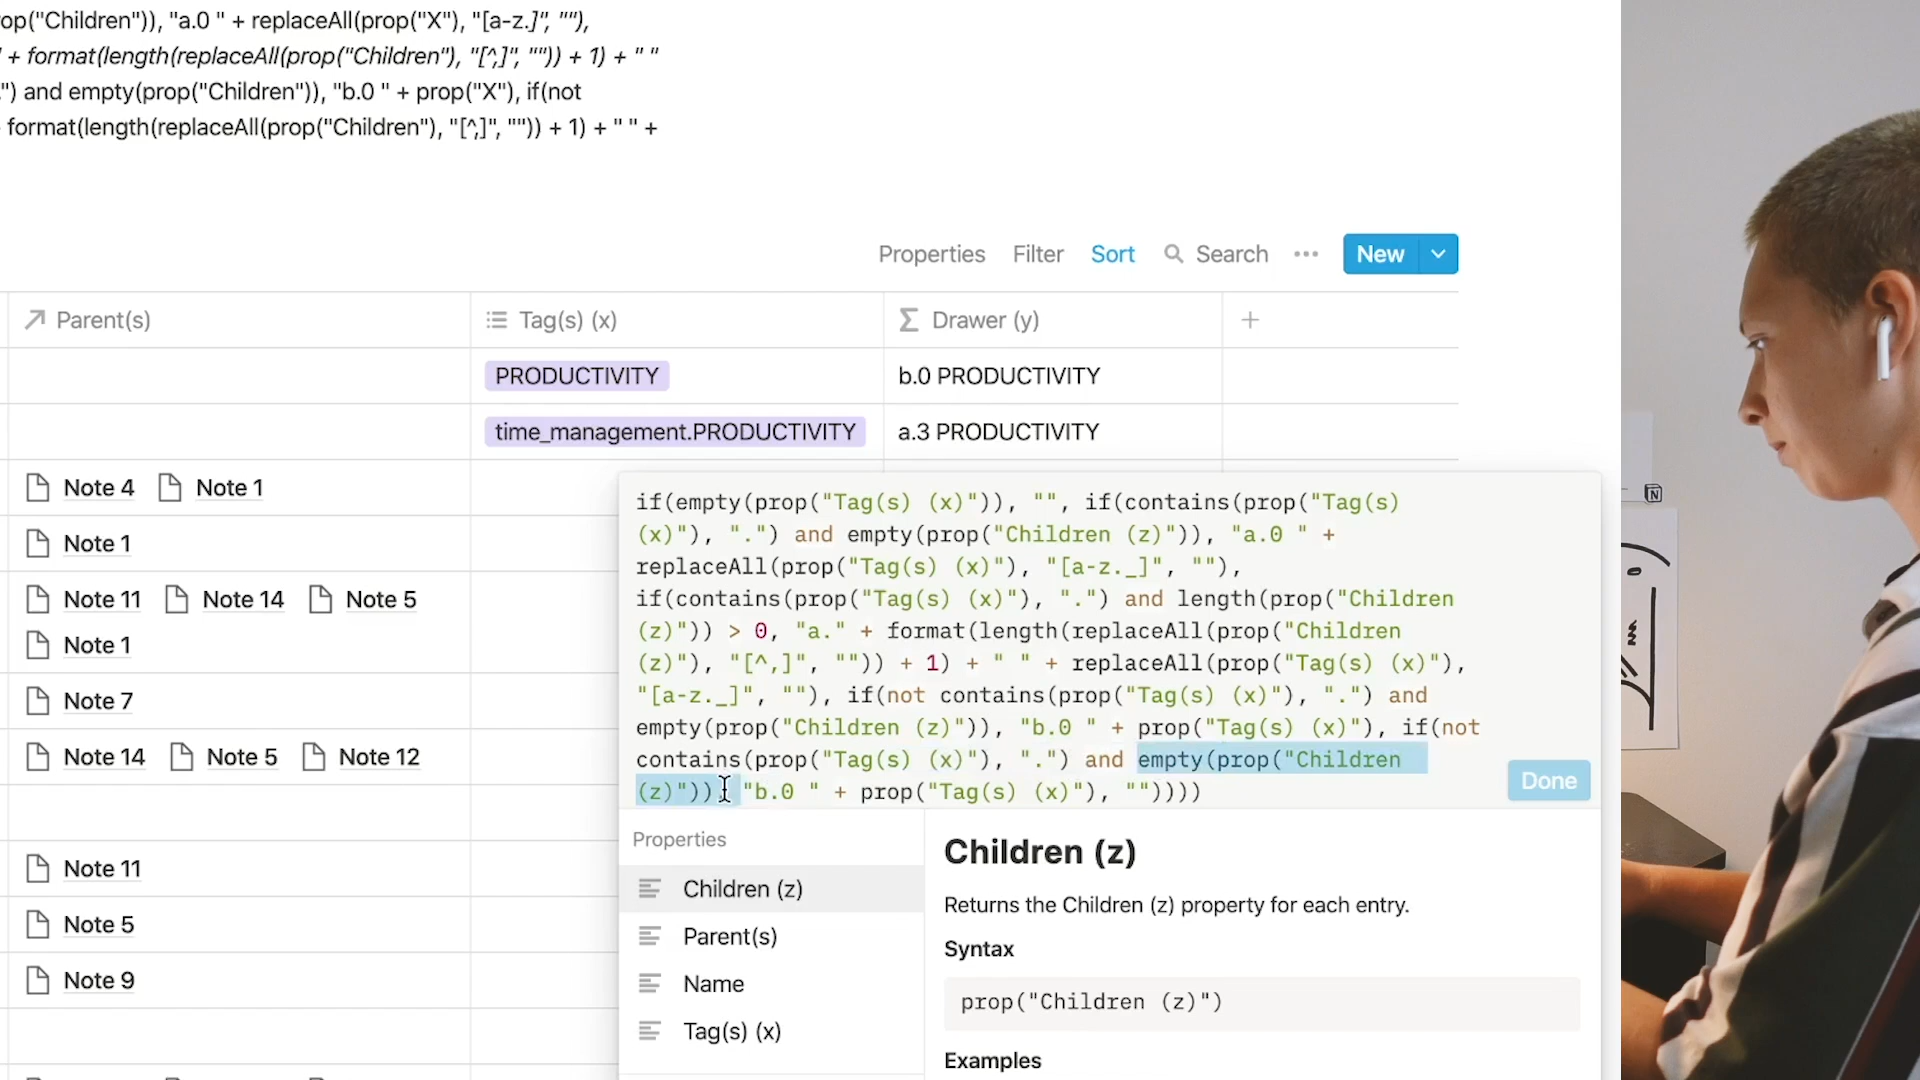 op("Children")), "a.0 " + replaceAll(prop("X"), "[a-z.]", ""),
" + format(length(replaceAll(prop("Children"), "[^,]", "")) + 1) + " "
.") and empty(prop("Children")), "b.0 " + prop("X"), if(not
format(length(replaceAll(prop("Children"), "[^,]", "")) + 1) + " " +
Properties Filter Sort Search New
Parent(s) Tag(s) (x) Drawer (y)
PRODUCTIVITY b.0 PRODUCTIVITY
time_management.PRODUCTIVITY a.3 PRODUCTIVITY
Note 4 Note 1
Note 1
Note 11 Note 14 Note 5
Note 1
Note 7
Note 14 Note 5 Note 12
Note 11
Note 5
Note 9
if(empty(prop("Tag(s) (x)")), "", if(contains(prop("Tag(s)
(x)"), ".") and empty(prop("Children (z)")), "a.0 " +
replaceAll(prop("Tag(s) (x)"), "[a-z._]", ""),
if(contains(prop("Tag(s) (x)"), ".") and length(prop("Children
(z)")) > 0, "a." + format(length(replaceAll(prop("Children
(z)"), "[^,]", "")) + 1) + " " + replaceAll(prop("Tag(s) (x)"),
"[a-z._]", ""), if(not contains(prop("Tag(s) (x)"), ".") and
empty(prop("Children (z)")), "b.0 " + prop("Tag(s) (x)"), if(not
contains(prop("Tag(s) (x)"), ".") and empty(prop("Children
(z)")), "b.0 " + prop("Tag(s) (x)"), ""))))
Done
Properties
Children (z)
Parent(s)
Name
Tag(s) (x)
Children (z)
Returns the Children (z) property for each entry.
Syntax
prop("Children (z)")
Examples